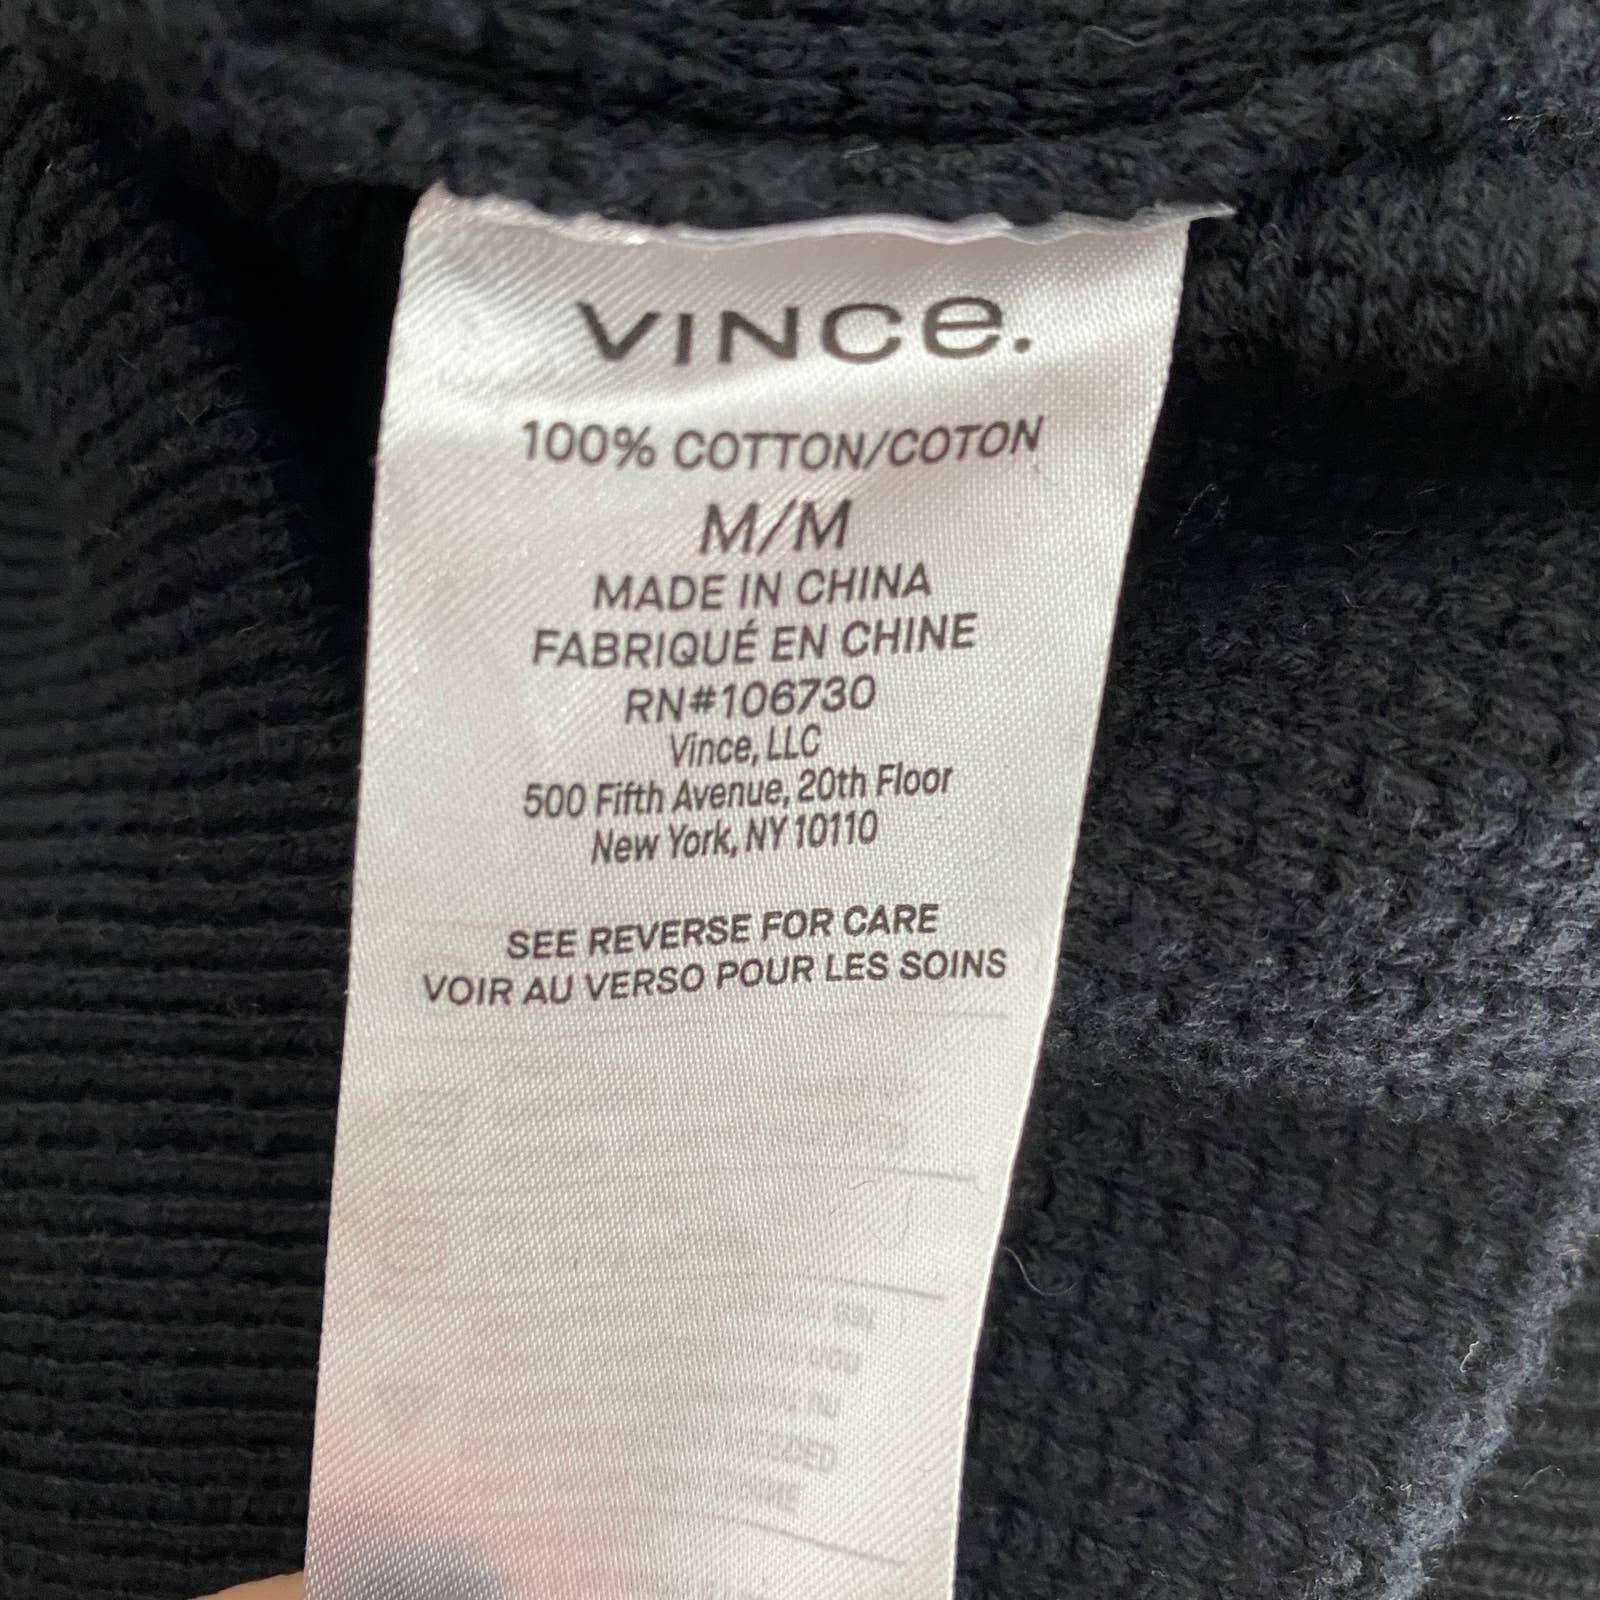 VINCe.
100% COTTON/COTON
M/M
MADE IN CHINA
FABRIQUÉ EN CHINE
RN#106730
Vince, LLC
500 Fifth Avenue, 20th Floor
New York, NY 10110
SEE REVERSE FOR CARE
VOIR AU VERSO POUR LES SOINS